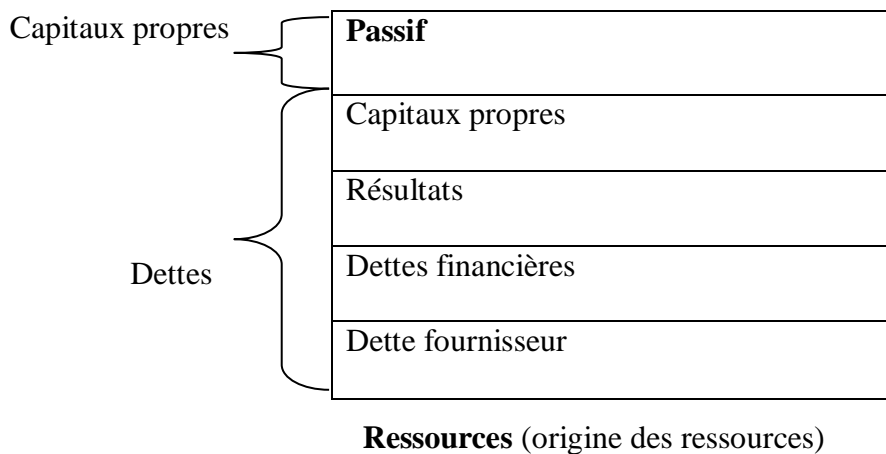 Capitaux propres
Passif
Capitaux propres
Résultats
Dettes
Dettes financières
Dette fournisseur
Ressources (origine des ressources)